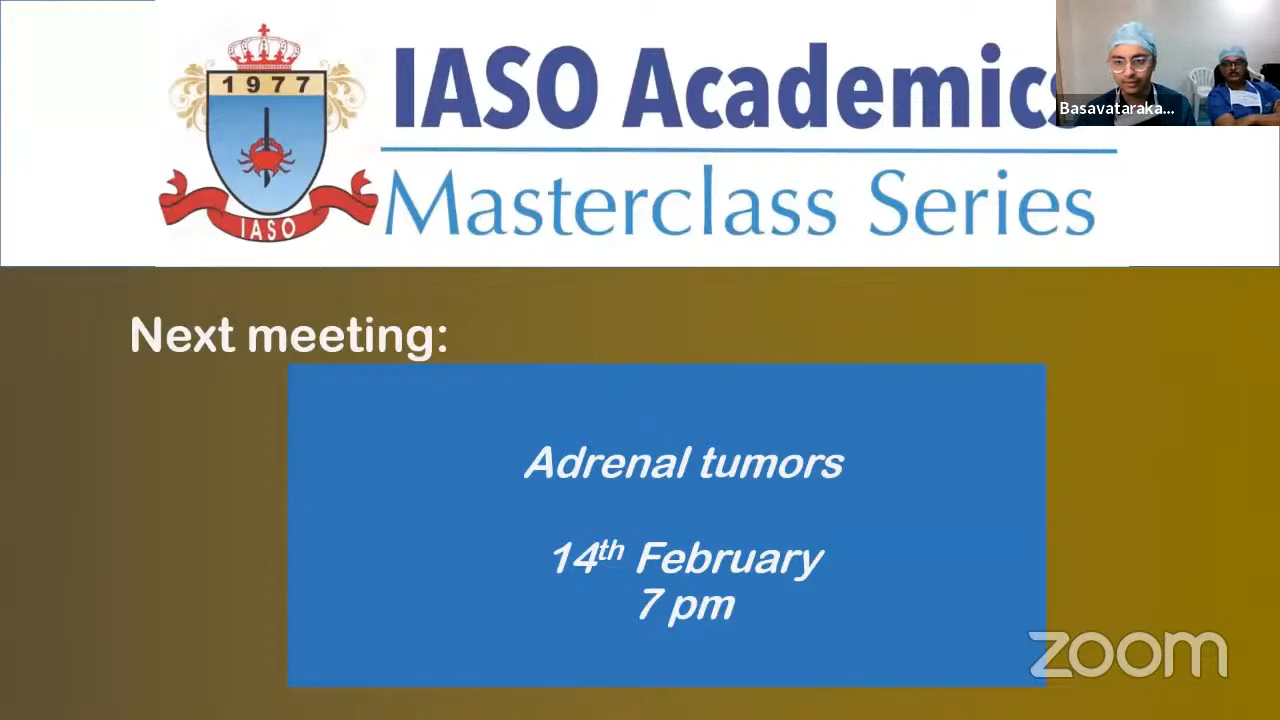 1977
IASO
IASO Academics
Masterclass Series
Basavataraka...
Next meeting:
Adrenal tumors
14th February
7 pm
zoom